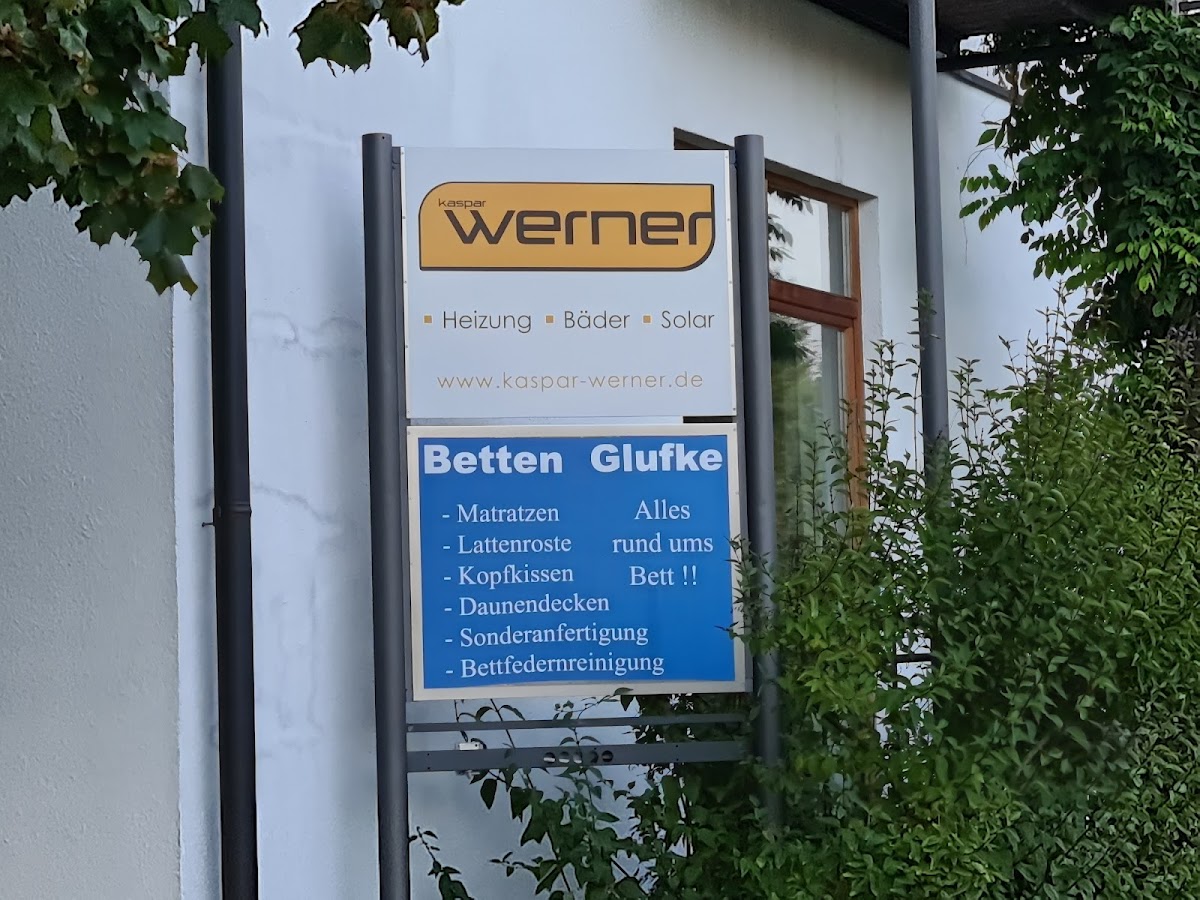 kaspar
werner
▪ Heizung ▪ Bäder ▪ Solar
www.kaspar-werner.de
Betten Glufke
- Matratzen
- Lattenroste
- Kopfkissen
- Daunendecken
- Sonderanfertigung
- Bettfedernreinigung
Alles
rund ums
Bett !!